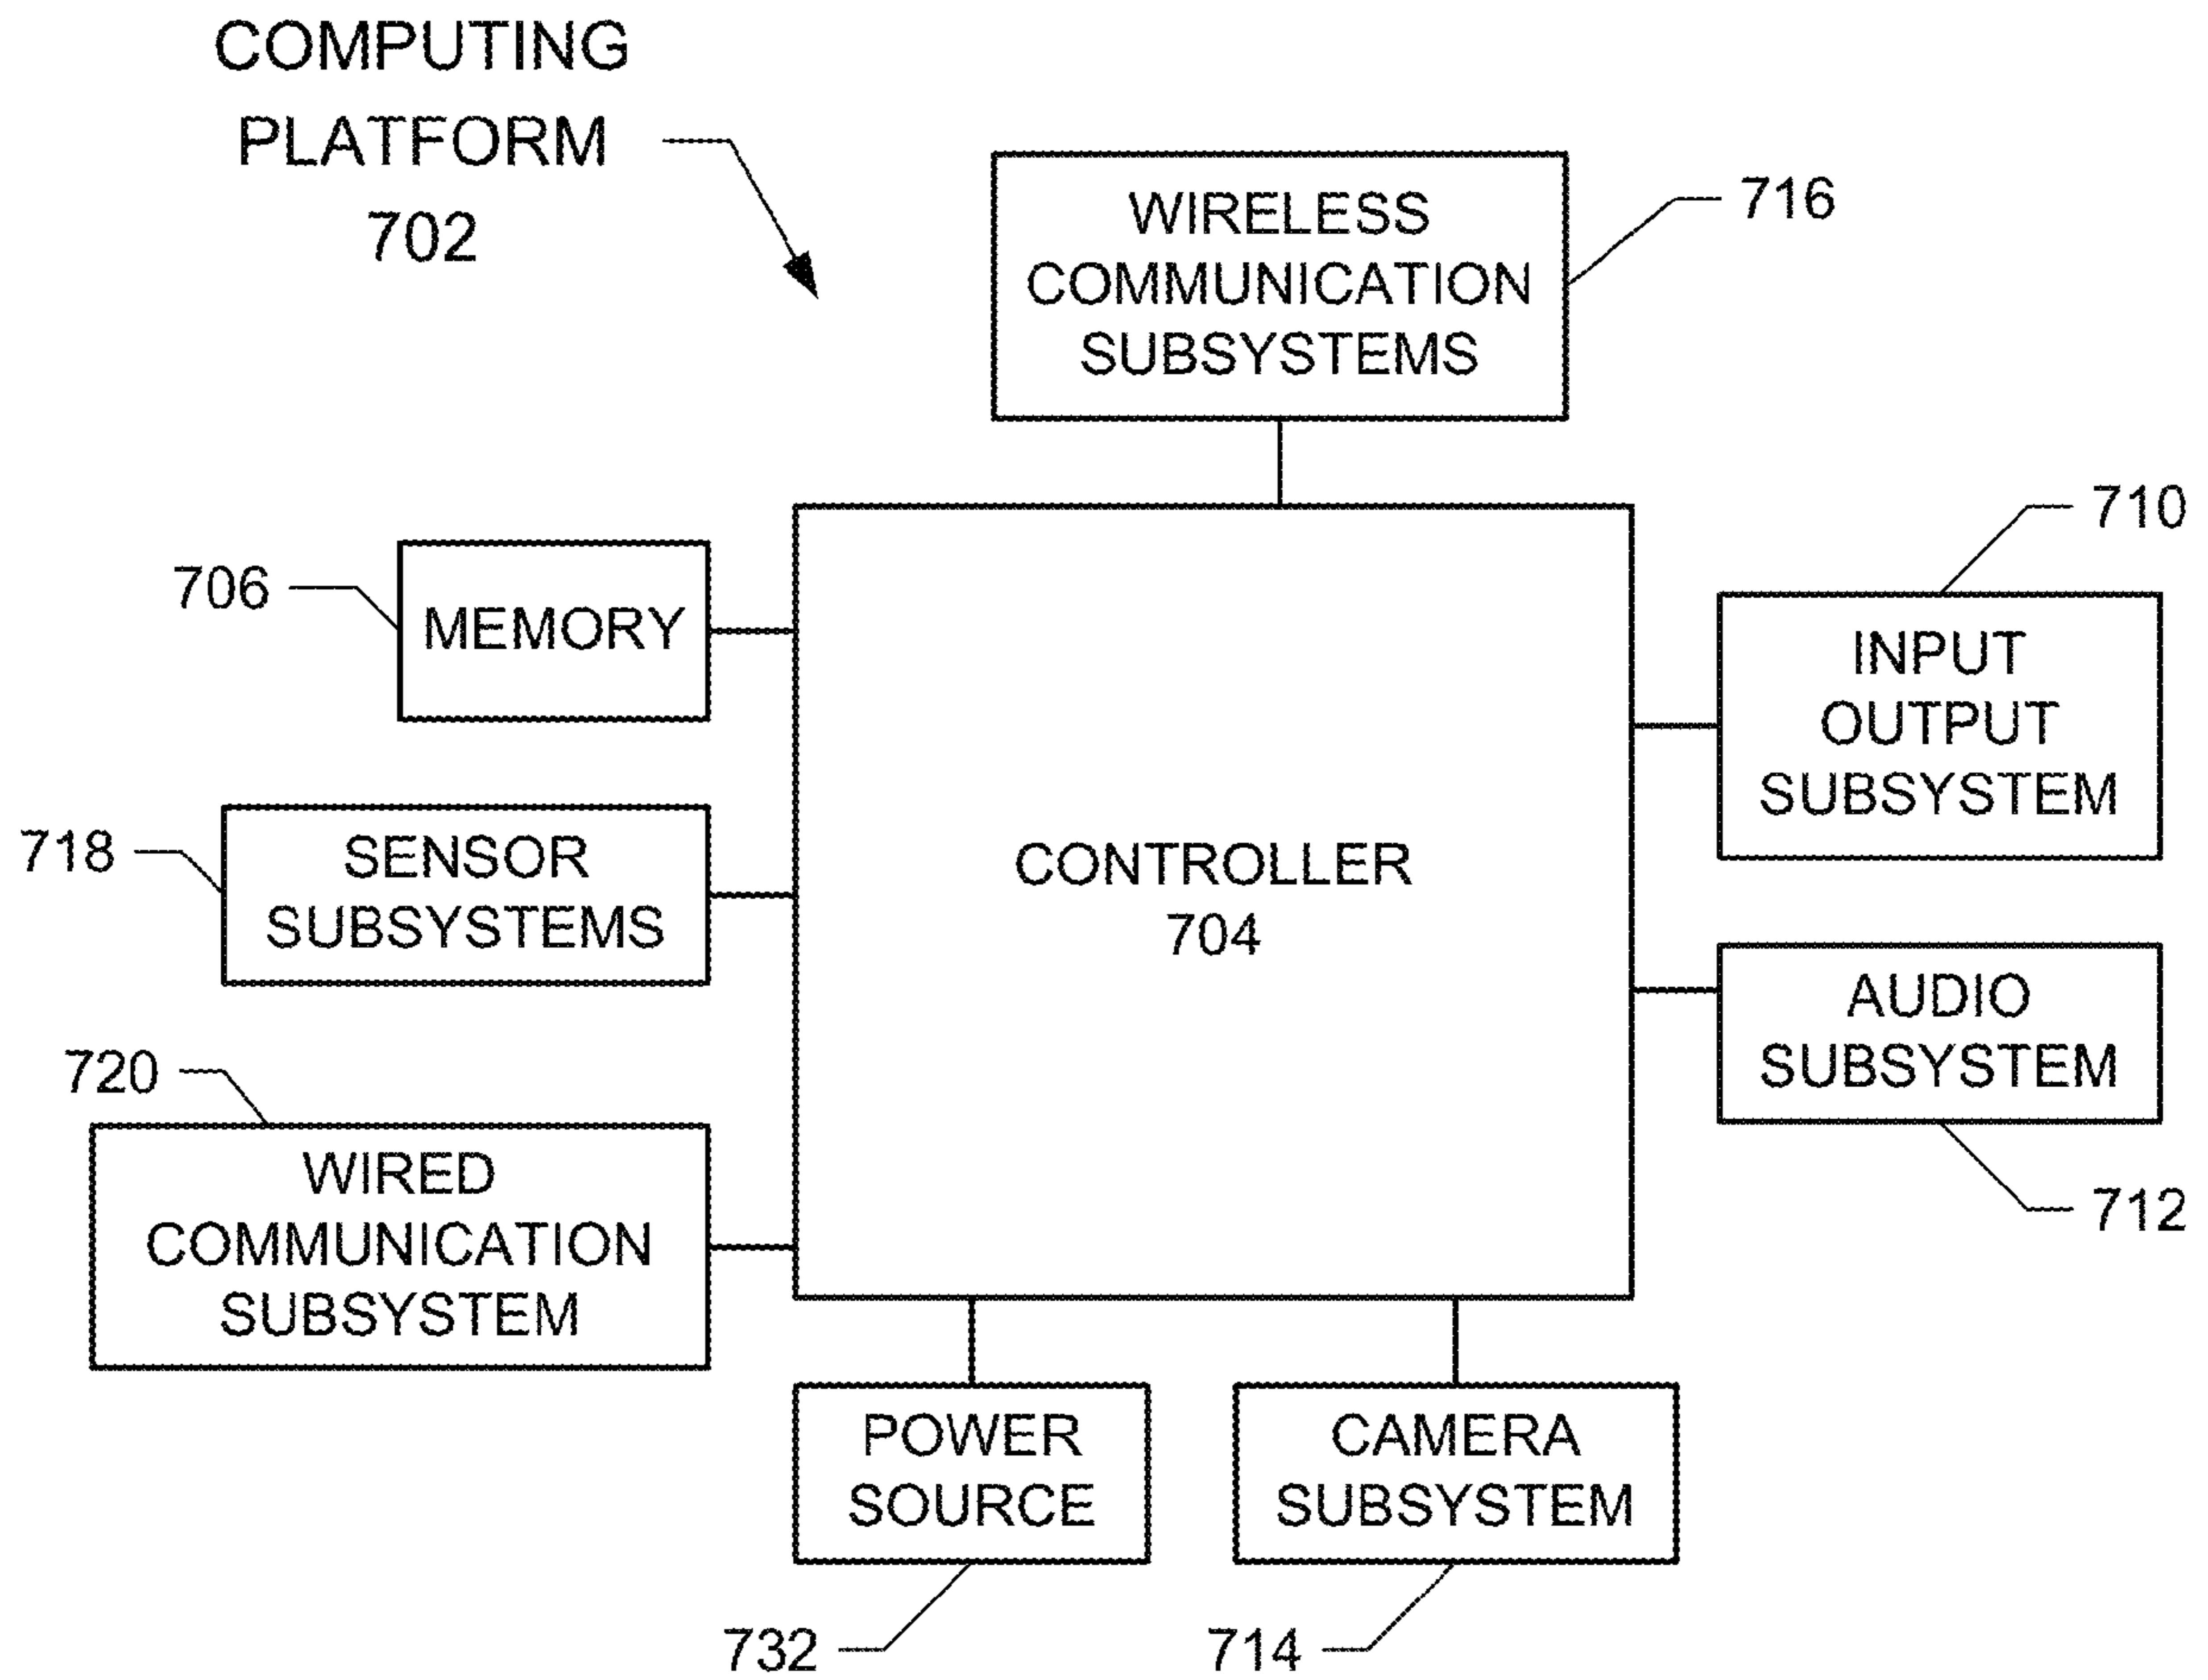 COMPUTING
PLATFORM
702
WIRELESS
COMMUNICATION
SUBSYSTEMS
716
706
MEMORY
710
INPUT
OUTPUT
SUBSYSTEM
718
SENSOR
SUBSYSTEMS
CONTROLLER
704
AUDIO
SUBSYSTEM
712
720
WIRED
COMMUNICATION
SUBSYSTEM
POWER
SOURCE
732
CAMERA
SUBSYSTEM
714